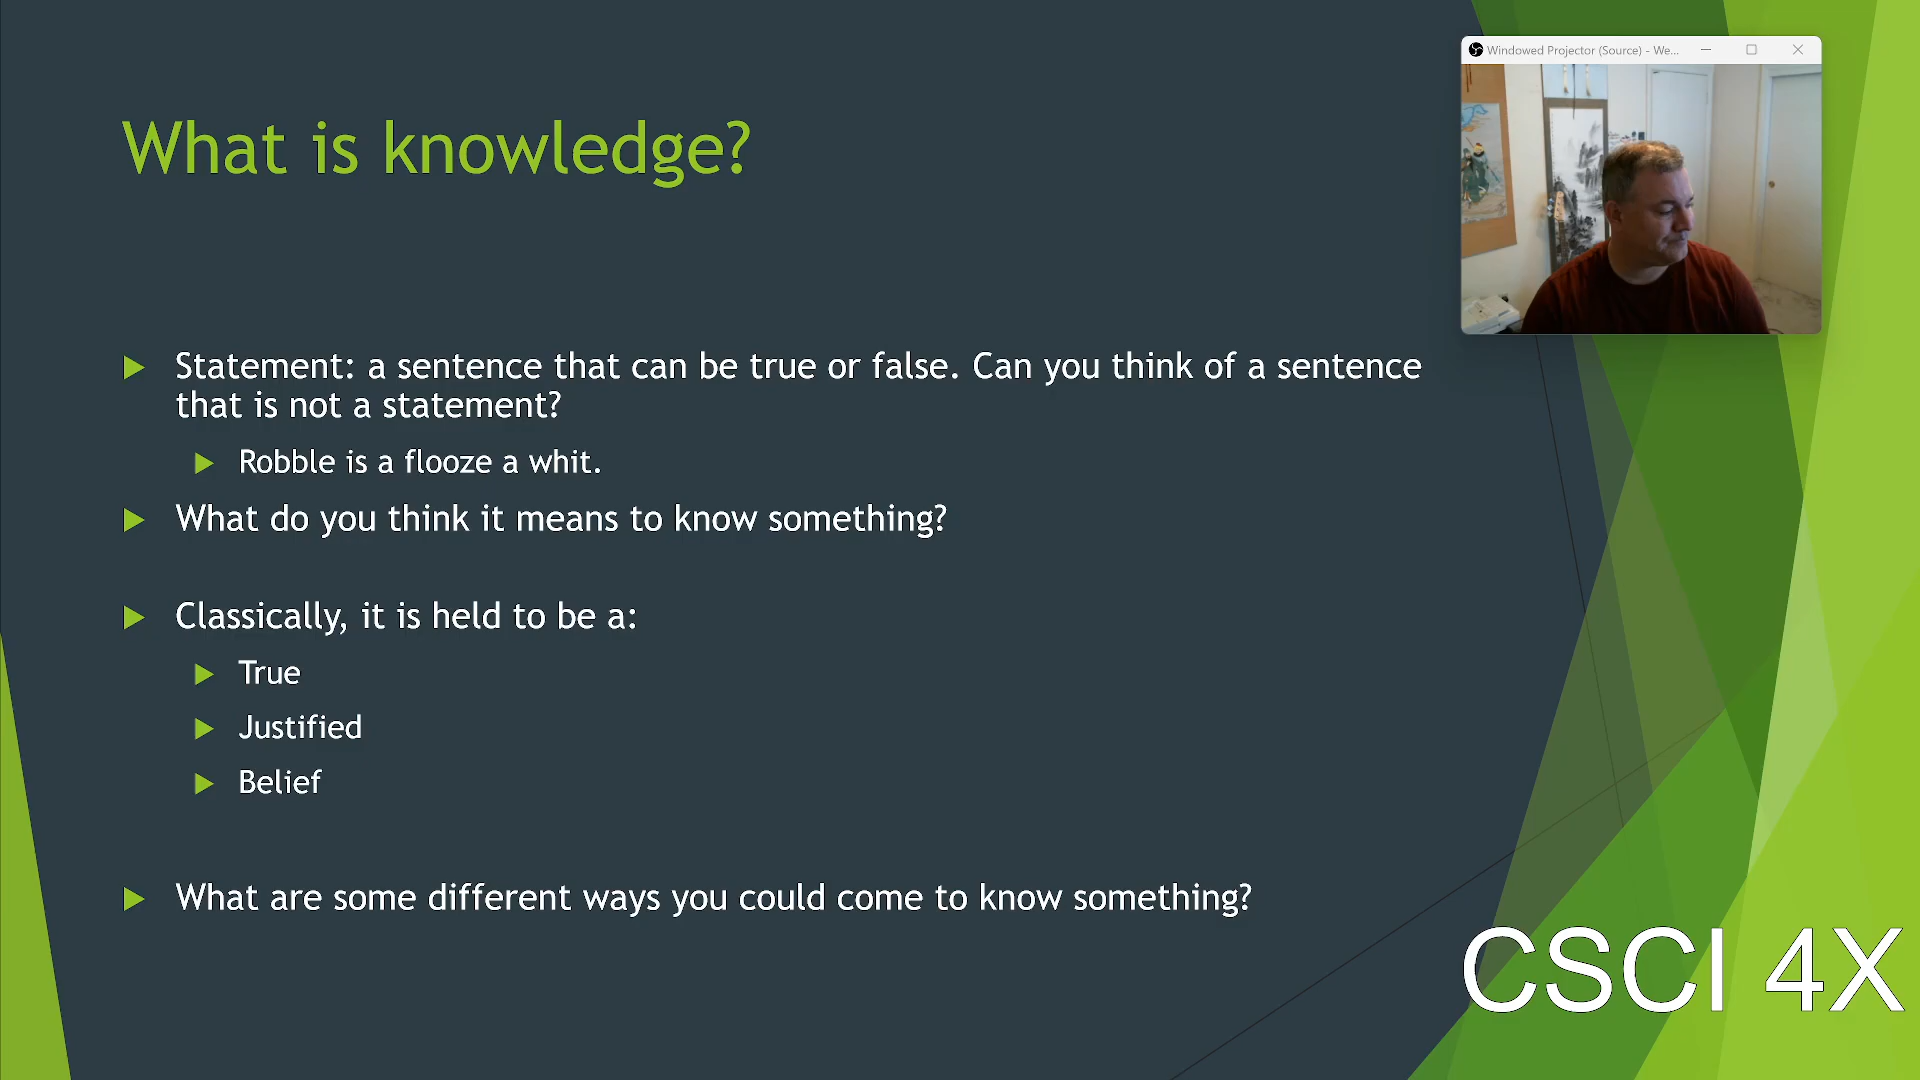 Windowed Projector (Source) - We...
What is knowledge?
Statement: a sentence that can be true or false. Can you think of a sentence
that is not a statement?
Robble is a flooze a whit.
What do you think it means to know something?
Classically, it is held to be a:
True
Justified
Belief
What are some different ways you could come to know something?
CSCI 4X